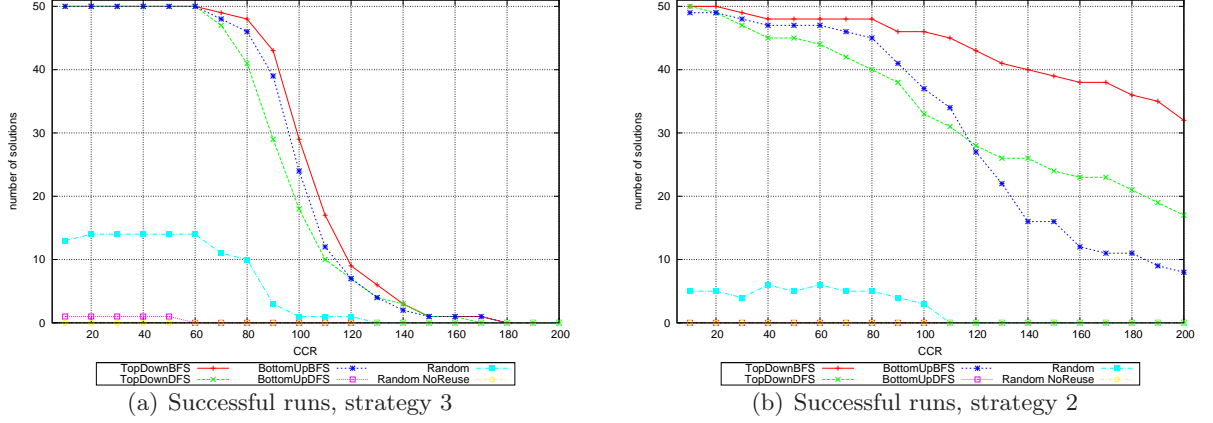 50
40
30
20
10
0
number of solutions
20 40 60 80 100 120 140 160 180 200
CCR
TopDownBFS BottomUpBFS Random
TopDownDFS BottomUpDFS Random NoReuse
(a) Successful runs, strategy 3
50
40
30
20
10
0
number of solutions
20 40 60 80 100 120 140 160 180 200
CCR
TopDownBFS BottomUpBFS Random
TopDownDFS BottomUpDFS Random NoReuse
(b) Successful runs, strategy 2